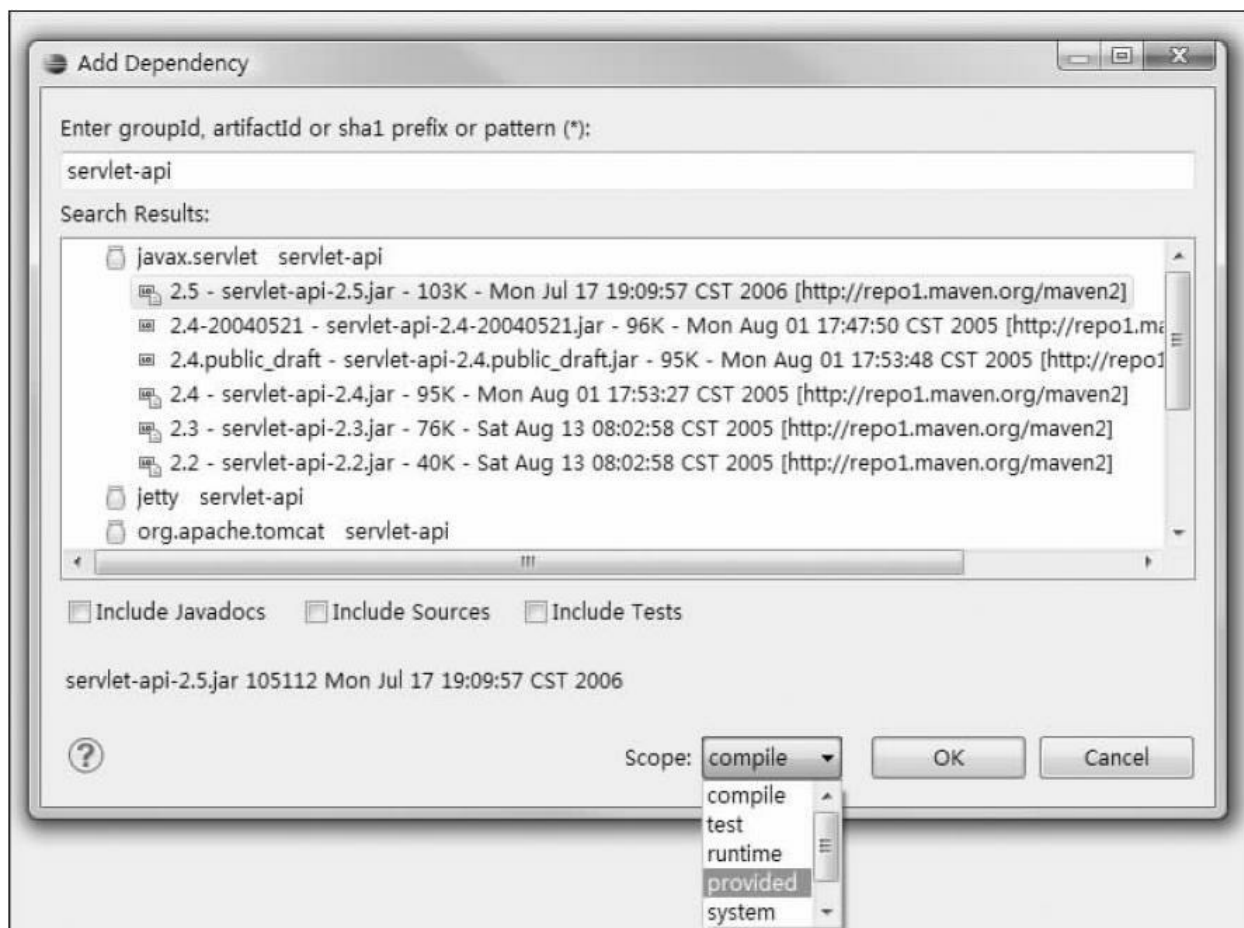 Add Dependency
Enter groupId, artifactId or sha1 prefix or pattern (*):
servlet-api
Search Results:
javax.servlet servlet-api
2.5 - servlet-api-2.5.jar - 103K - Mon Jul 17 19:09:57 CST 2006 [http://repo1.maven.org/maven2]
2.4-20040521 - servlet-api-2.4-20040521.jar - 96K - Mon Aug 01 17:47:50 CST 2005 [http://repo1.ma
2.4.public_draft - servlet-api-2.4.public_draft.jar - 95K - Mon Aug 01 17:53:48 CST 2005 [http://repo1
2.4 - servlet-api-2.4.jar - 95K - Mon Aug 01 17:53:27 CST 2005 [http://repo1.maven.org/maven2]
2.3 - servlet-api-2.3.jar - 76K - Sat Aug 13 08:02:58 CST 2005 [http://repo1.maven.org/maven2]
2.2 - servlet-api-2.2.jar - 40K - Sat Aug 13 08:02:58 CST 2005 [http://repo1.maven.org/maven2]
jetty servlet-api
org.apache.tomcat servlet-api
Include Javadocs Include Sources Include Tests
servlet-api-2.5.jar 105112 Mon Jul 17 19:09:57 CST 2006
Scope: compile OK Cancel
compile
test
runtime
provided
system